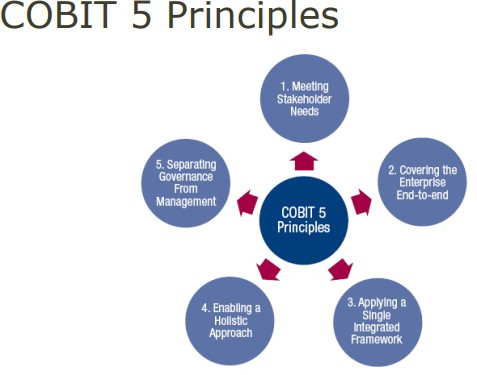 COBIT 5 Principles
1. Meeting
Stakeholder
Needs
2. Covering the
Enterprise
End-to-end
3. Applying a
Single
Integrated
Framework
4. Enabling a
Holistic
Approach
5. Separating
Governance
From
Management
COBIT 5
Principles